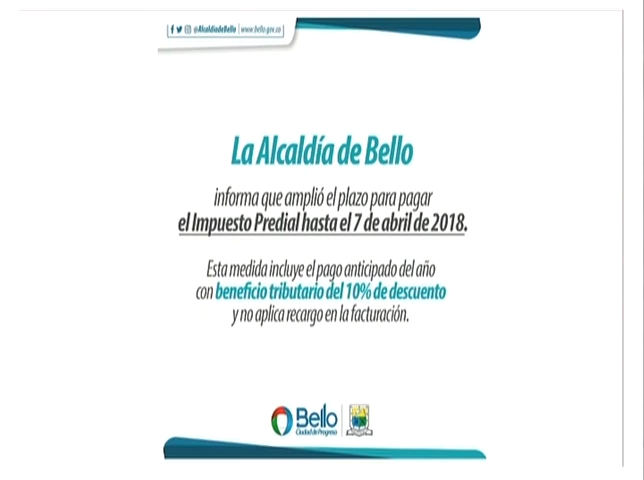 @AlcaldiadeBello | www.bello.gov.co
La Alcaldía de Bello
informa que amplió el plazo para pagar
el Impuesto Predial hasta el 7 de abril de 2018.
Esta medida incluye el pago anticipado del año
con beneficio tributario del 10% de descuento
y no aplica recargo en la facturación.
Bello
Ciudad de Progreso